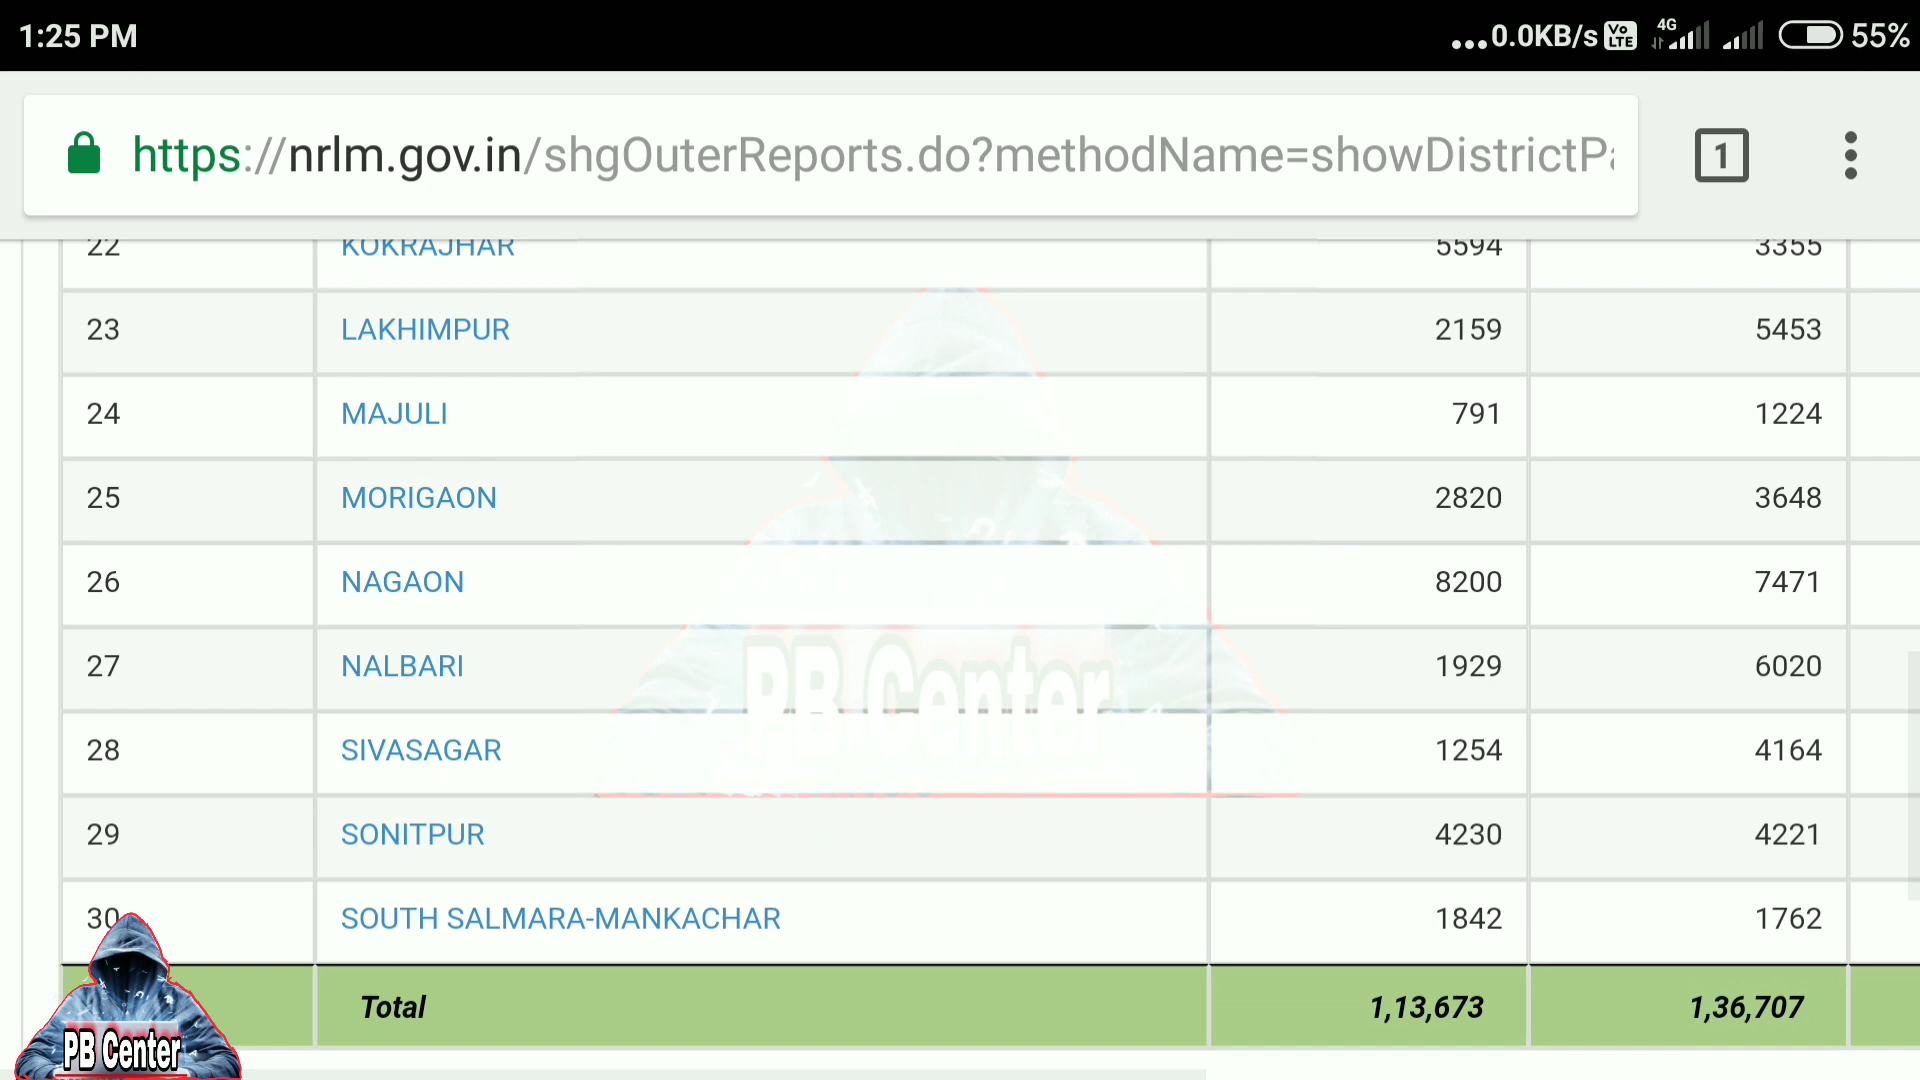 1:25 PM ...0.0KB/s Vo LTE 4G 55%
https://nrlm.gov.in/shgOuterReports.do?methodName=showDistrictPa 1
22 KOKRAJHAR 5594 3355
23 LAKHIMPUR 2159 5453
24 MAJULI 791 1224
25 MORIGAON 2820 3648
26 NAGAON 8200 7471
PB Center
27 NALBARI 1929 6020
28 SIVASAGAR 1254 4164
29 SONITPUR 4230 4221
30 SOUTH SALMARA-MANKACHAR 1842 1762
Total 1,13,673 1,36,707
PB Center